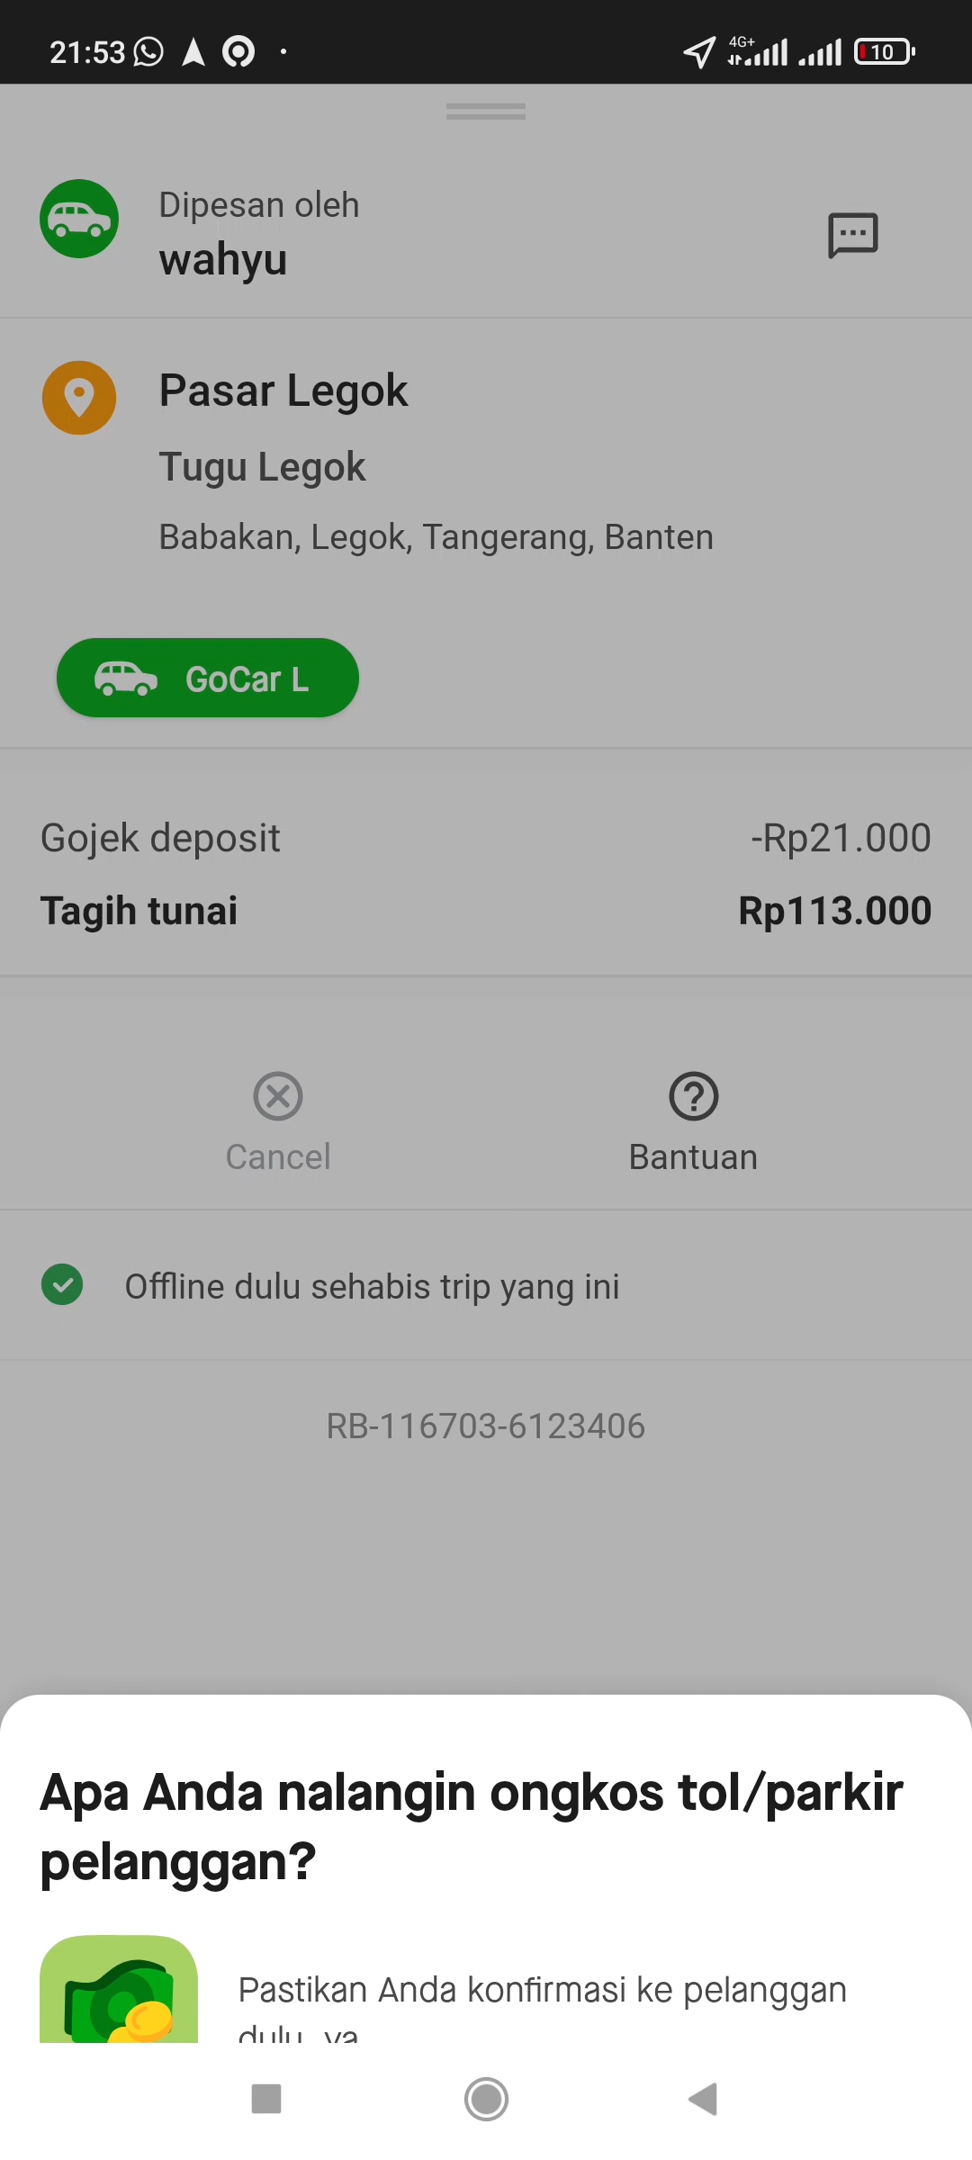 21:53
4G+
10
Dipesan oleh
wahyu
Pasar Legok
Tugu Legok
Babakan, Legok, Tangerang, Banten
GoCar L
Gojek deposit -Rp21.000
Tagih tunai Rp113.000
Cancel Bantuan
Offline dulu sehabis trip yang ini
RB-116703-6123406
Apa Anda nalangin ongkos tol/parkir
pelanggan?
Pastikan Anda konfirmasi ke pelanggan
dulu, ya